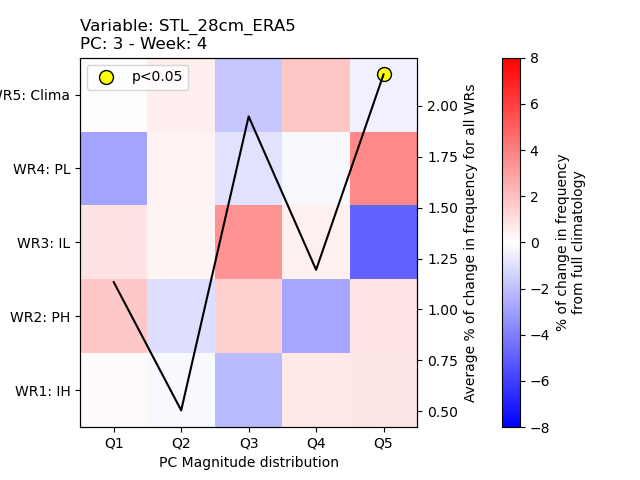 Variable: STL_28cm_ERA5
PC: 3 - Week: 4
p<0.05
WR5: Clima
WR4: PL
WR3: IL
WR2: PH
WR1: IH
Q1 Q2 Q3 Q4 Q5
PC Magnitude distribution
2.00
1.75
1.50
1.25
1.00
0.75
0.50
Average % of change in frequency for all WRs
8
6
4
2
0
−2
−4
−6
−8
% of change in frequency
from full climatology